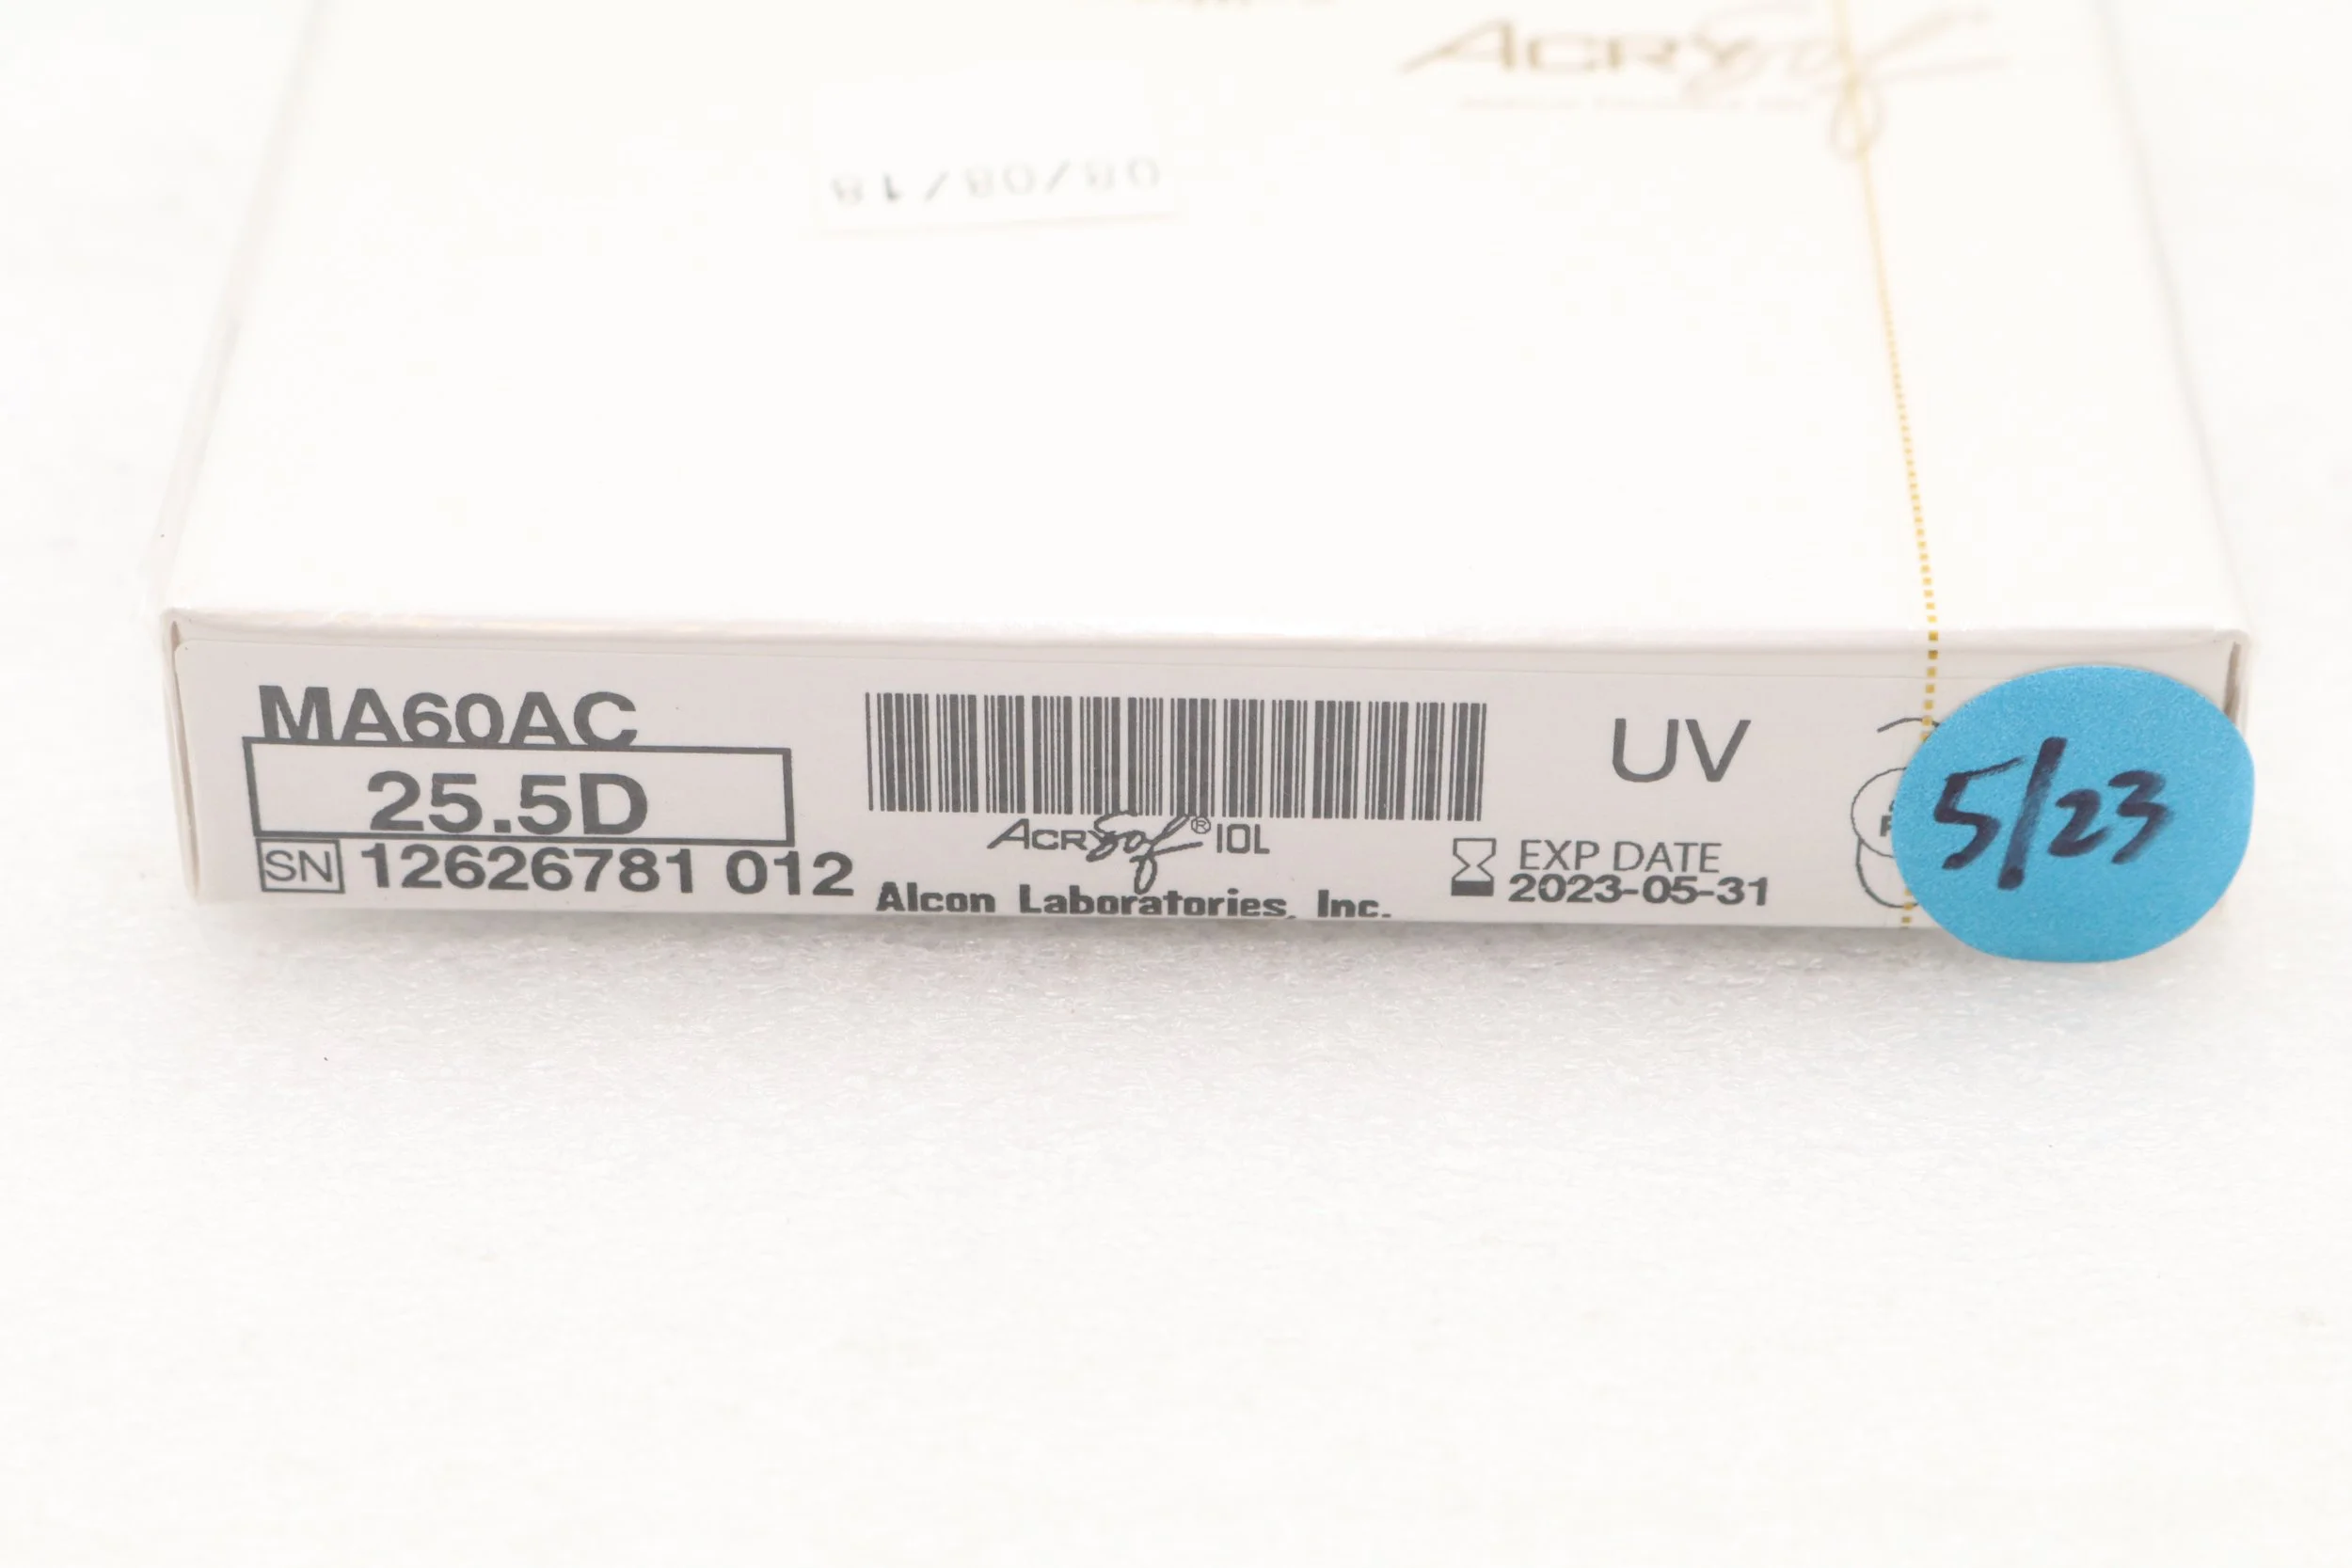 ACRYSof
08/08/18
MA60AC
25.5D
SN 12626781 012
ACRYSof® IOL
Alcon Laboratories, Inc.
UV
EXP DATE
2023-05-31
5/23